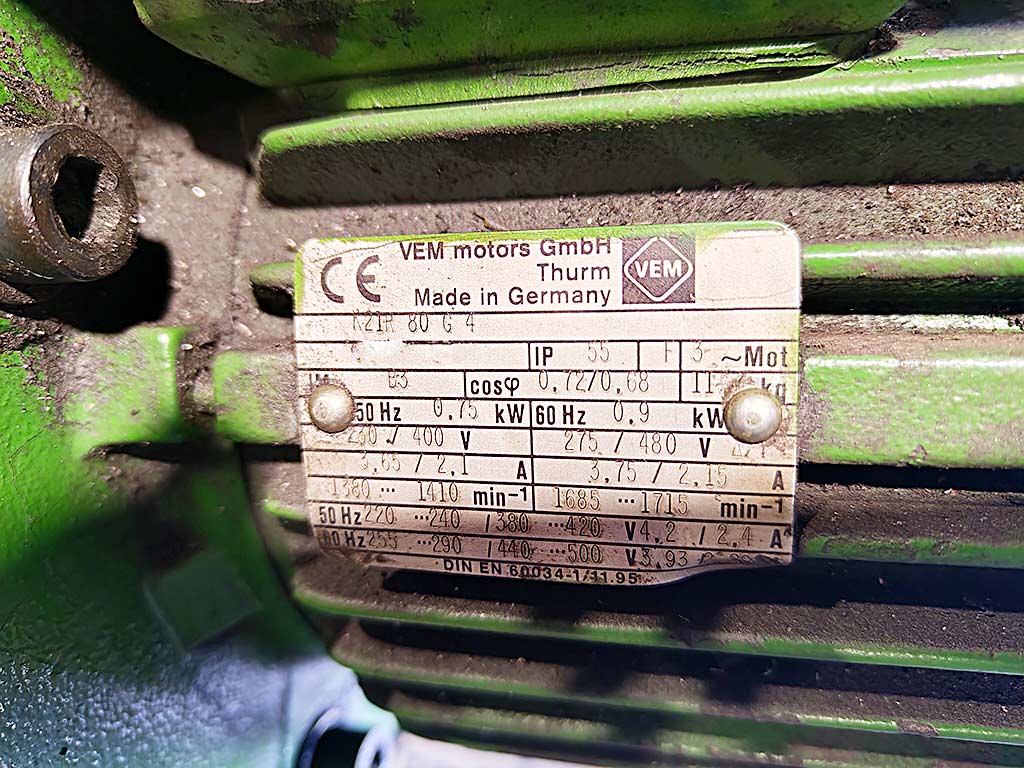 CE VEM motors GmbH
Thurm VEM
Made in Germany
K21R 80 G 4
IP 55 F 3 ~Mot
B3 cosφ 0,72/0,68 11 kg
50 Hz 0,75 kW 60 Hz 0,9 kW
230 / 400 V 275 / 480 V
3,65 / 2,1 A 3,75 / 2,15 A
1380 ... 1410 min-1 1685 ... 1715 min-1
50 Hz 220 ...240 /380 ...420 V 4,2 / 2,4 A*
60 Hz 255 ...290 /440 ...500 V 3,93 /
DIN EN 60034-1/11.95